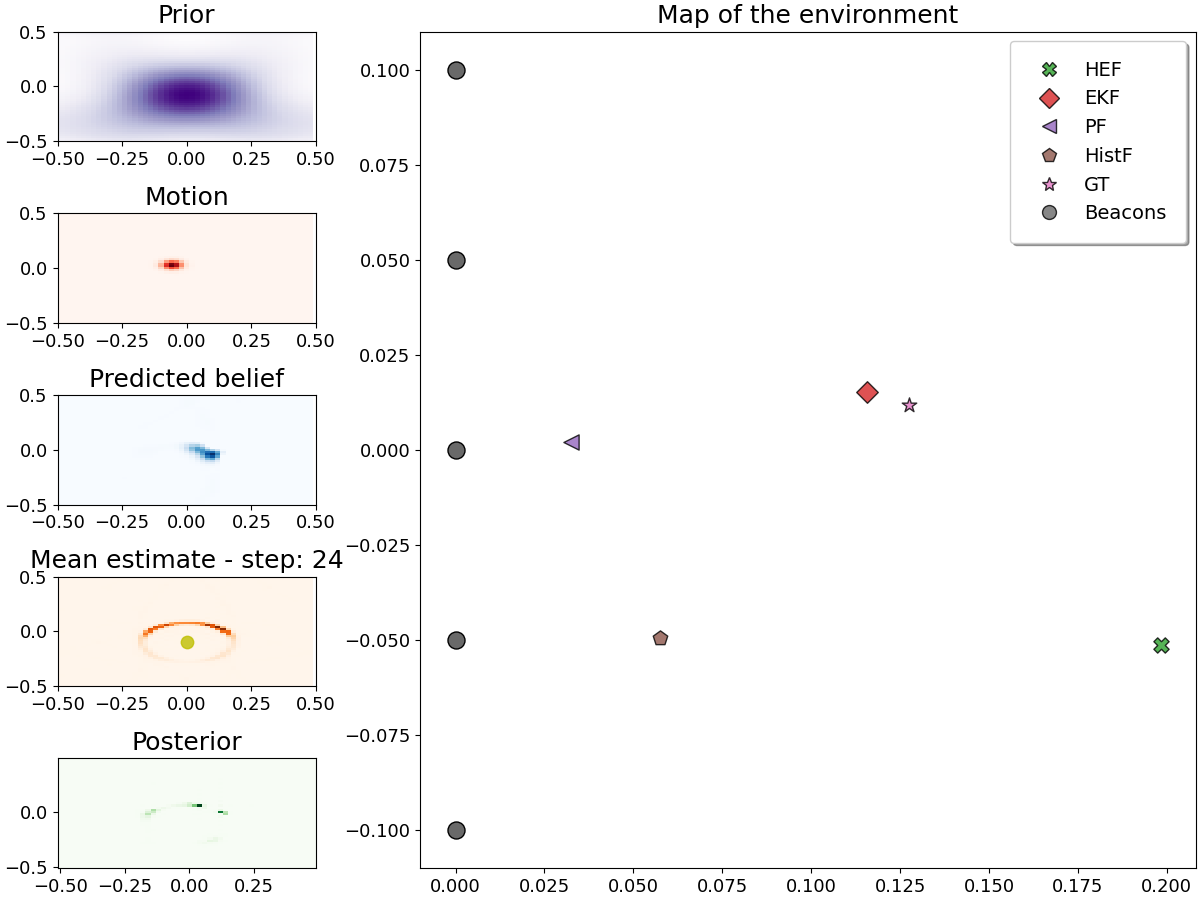 Prior
0.5
0.0
−0.5
−0.50 −0.25 0.00 0.25 0.50
Motion
0.5
0.0
−0.5
−0.50 −0.25 0.00 0.25 0.50
Predicted belief
0.5
0.0
−0.5
−0.50 −0.25 0.00 0.25 0.50
Mean estimate - step: 24
0.5
0.0
−0.5
−0.50 −0.25 0.00 0.25 0.50
Posterior
0.0
−0.5
−0.50 −0.25 0.00 0.25
Map of the environment
0.100
0.075
0.050
0.025
0.000
−0.025
−0.050
−0.075
−0.100
0.000 0.025 0.050 0.075 0.100 0.125 0.150 0.175 0.200
HEF
EKF
PF
HistF
GT
Beacons